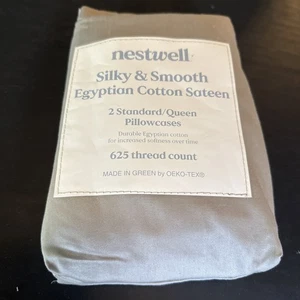 nestwell
Silky & Smooth
Egyptian Cotton Sateen
2 Standard/Queen
Pillowcases
Durable Egyptian cotton
for increased softness over time
625 thread count
MADE IN GREEN by OEKO-TEX®